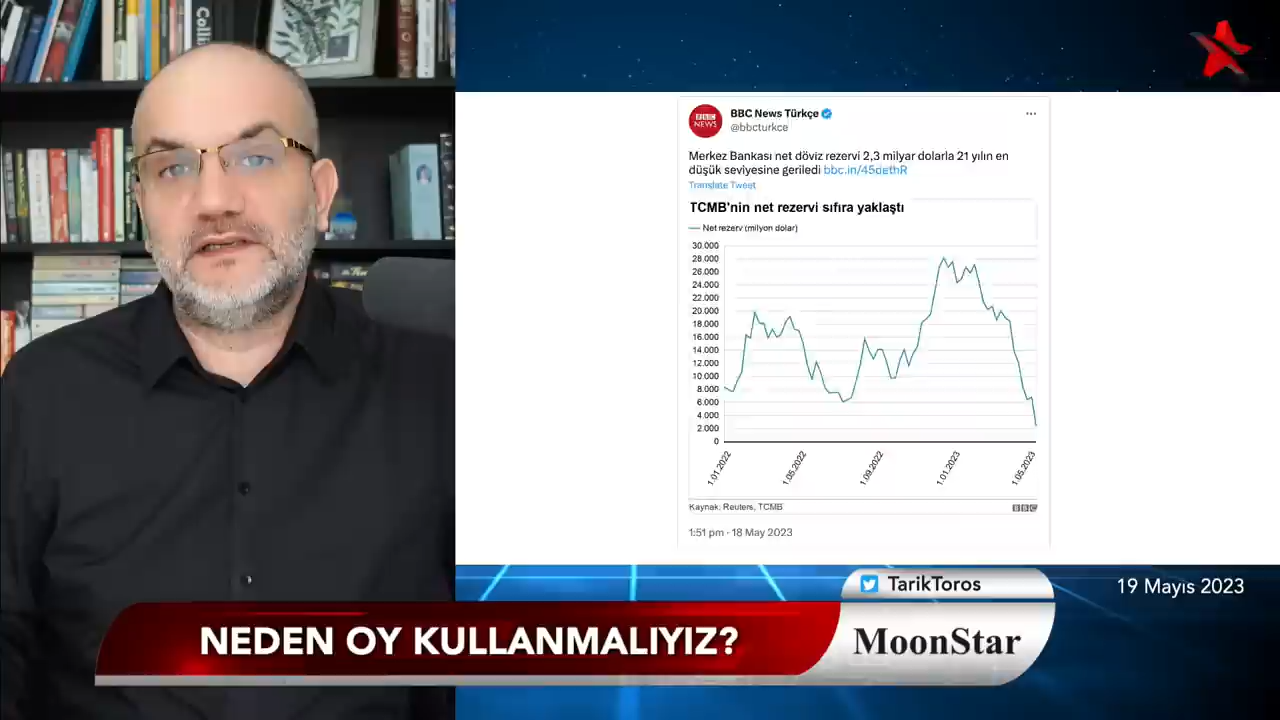 Colli
BBC
NEWS
BBC News Türkçe
@bbcturkce
Merkez Bankası net döviz rezervi 2,3 milyar dolarla 21 yılın en
düşük seviyesine geriledi bbc.in/45dethR
Translate Tweet
TCMB'nin net rezervi sıfıra yaklaştı
Net rezerv (milyon dolar)
30.000
28.000
26.000
24.000
22.000
20.000
18.000
16.000
14.000
12.000
10.000
8.000
6.000
4.000
2.000
0
1.01.2022
1.05.2022
1.09.2022
1.01.2023
1.05.2023
Kaynak: Reuters, TCMB
BBC
1:51 pm · 18 May 2023
TarikToros
19 Mayıs 2023
NEDEN OY KULLANMALIYIZ?
MoonStar